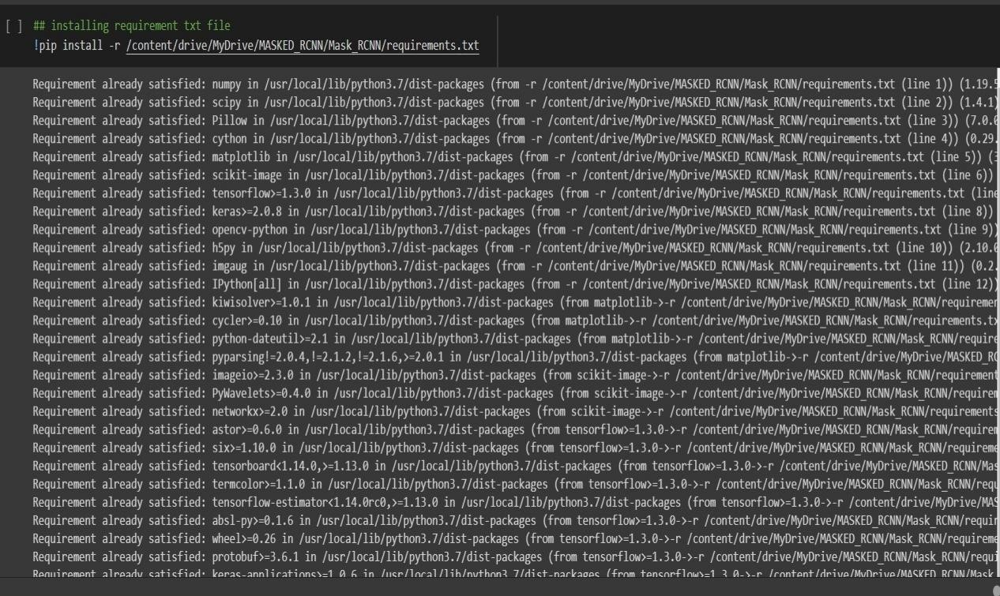 [ ] ## installing requirement txt file
!pip install -r /content/drive/MyDrive/MASKED_RCNN/Mask_RCNN/requirements.txt
Requirement already satisfied: numpy in /usr/local/lib/python3.7/dist-packages (from -r /content/drive/MyDrive/MASKED_RCNN/Mask_RCNN/requirements.txt (line 1)) (1.19.5
Requirement already satisfied: scipy in /usr/local/lib/python3.7/dist-packages (from -r /content/drive/MyDrive/MASKED_RCNN/Mask_RCNN/requirements.txt (line 2)) (1.4.1)
Requirement already satisfied: Pillow in /usr/local/lib/python3.7/dist-packages (from -r /content/drive/MyDrive/MASKED_RCNN/Mask_RCNN/requirements.txt (line 3)) (7.0.0
Requirement already satisfied: cython in /usr/local/lib/python3.7/dist-packages (from -r /content/drive/MyDrive/MASKED_RCNN/Mask_RCNN/requirements.txt (line 4)) (0.29.
Requirement already satisfied: matplotlib in /usr/local/lib/python3.7/dist-packages (from -r /content/drive/MyDrive/MASKED_RCNN/Mask_RCNN/requirements.txt (line 5)) (3
Requirement already satisfied: scikit-image in /usr/local/lib/python3.7/dist-packages (from -r /content/drive/MyDrive/MASKED_RCNN/Mask_RCNN/requirements.txt (line 6))
Requirement already satisfied: tensorflow>=1.3.0 in /usr/local/lib/python3.7/dist-packages (from -r /content/drive/MyDrive/MASKED_RCNN/Mask_RCNN/requirements.txt (line
Requirement already satisfied: keras>=2.0.8 in /usr/local/lib/python3.7/dist-packages (from -r /content/drive/MyDrive/MASKED_RCNN/Mask_RCNN/requirements.txt (line 8))
Requirement already satisfied: opencv-python in /usr/local/lib/python3.7/dist-packages (from -r /content/drive/MyDrive/MASKED_RCNN/Mask_RCNN/requirements.txt (line 9))
Requirement already satisfied: h5py in /usr/local/lib/python3.7/dist-packages (from -r /content/drive/MyDrive/MASKED_RCNN/Mask_RCNN/requirements.txt (line 10)) (2.10.0
Requirement already satisfied: imgaug in /usr/local/lib/python3.7/dist-packages (from -r /content/drive/MyDrive/MASKED_RCNN/Mask_RCNN/requirements.txt (line 11)) (0.2.
Requirement already satisfied: IPython[all] in /usr/local/lib/python3.7/dist-packages (from -r /content/drive/MyDrive/MASKED_RCNN/Mask_RCNN/requirements.txt (line 12))
Requirement already satisfied: kiwisolver>=1.0.1 in /usr/local/lib/python3.7/dist-packages (from matplotlib->-r /content/drive/MyDrive/MASKED_RCNN/Mask_RCNN/requiremen
Requirement already satisfied: cycler>=0.10 in /usr/local/lib/python3.7/dist-packages (from matplotlib->-r /content/drive/MyDrive/MASKED_RCNN/Mask_RCNN/requirements.tx
Requirement already satisfied: python-dateutil>=2.1 in /usr/local/lib/python3.7/dist-packages (from matplotlib->-r /content/drive/MyDrive/MASKED_RCNN/Mask_RCNN/require
Requirement already satisfied: pyparsing!=2.0.4,!=2.1.2,!=2.1.6,>=2.0.1 in /usr/local/lib/python3.7/dist-packages (from matplotlib->-r /content/drive/MyDrive/MASKED_RC
Requirement already satisfied: imageio>=2.3.0 in /usr/local/lib/python3.7/dist-packages (from scikit-image->-r /content/drive/MyDrive/MASKED_RCNN/Mask_RCNN/requirement
Requirement already satisfied: PyWavelets>=0.4.0 in /usr/local/lib/python3.7/dist-packages (from scikit-image->-r /content/drive/MyDrive/MASKED_RCNN/Mask_RCNN/requirem
Requirement already satisfied: networkx>=2.0 in /usr/local/lib/python3.7/dist-packages (from scikit-image->-r /content/drive/MyDrive/MASKED_RCNN/Mask_RCNN/requirements
Requirement already satisfied: astor>=0.6.0 in /usr/local/lib/python3.7/dist-packages (from tensorflow>=1.3.0->-r /content/drive/MyDrive/MASKED_RCNN/Mask_RCNN/requirem
Requirement already satisfied: six>=1.10.0 in /usr/local/lib/python3.7/dist-packages (from tensorflow>=1.3.0->-r /content/drive/MyDrive/MASKED_RCNN/Mask_RCNN/requireme
Requirement already satisfied: tensorboard<1.14.0,>=1.13.0 in /usr/local/lib/python3.7/dist-packages (from tensorflow>=1.3.0->-r /content/drive/MyDrive/MASKED_RCNN/Mas
Requirement already satisfied: termcolor>=1.1.0 in /usr/local/lib/python3.7/dist-packages (from tensorflow>=1.3.0->-r /content/drive/MyDrive/MASKED_RCNN/Mask_RCNN/requ
Requirement already satisfied: tensorflow-estimator<1.14.0rc0,>=1.13.0 in /usr/local/lib/python3.7/dist-packages (from tensorflow>=1.3.0->-r /content/drive/MyDrive/MAS
Requirement already satisfied: absl-py>=0.1.6 in /usr/local/lib/python3.7/dist-packages (from tensorflow>=1.3.0->-r /content/drive/MyDrive/MASKED_RCNN/Mask_RCNN/requir
Requirement already satisfied: wheel>=0.26 in /usr/local/lib/python3.7/dist-packages (from tensorflow>=1.3.0->-r /content/drive/MyDrive/MASKED_RCNN/Mask_RCNN/requireme
Requirement already satisfied: protobuf>=3.6.1 in /usr/local/lib/python3.7/dist-packages (from tensorflow>=1.3.0->-r /content/drive/MyDrive/MASKED_RCNN/Mask_RCNN/requi
Requirement already satisfied: keras-applications>=1.0.6 in /usr/local/lib/python3.7/dist-packages (from tensorflow>=1.3.0->-r /content/drive/MyDrive/MASKED_RCNN/Mask